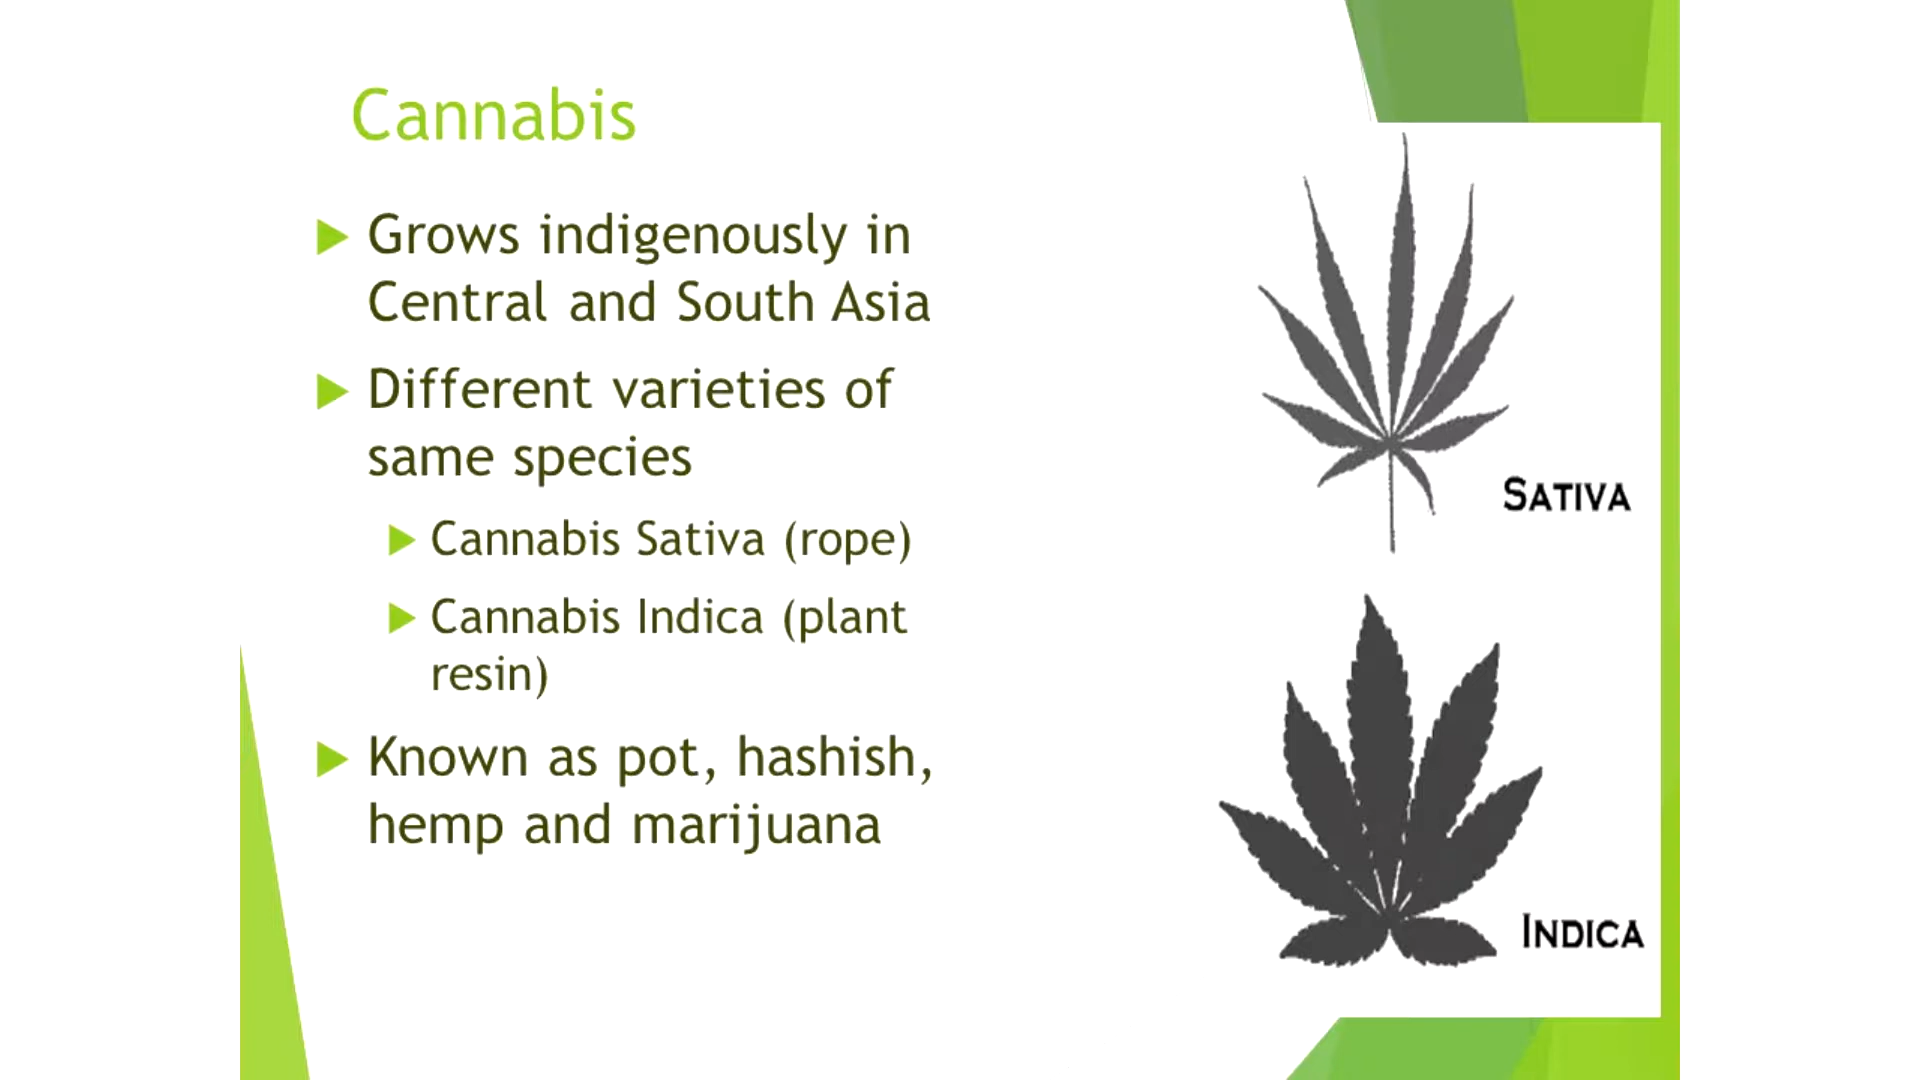 Cannabis
Grows indigenously in
Central and South Asia
Different varieties of
same species
Cannabis Sativa (rope)
Cannabis Indica (plant
resin)
Known as pot, hashish,
hemp and marijuana
SATIVA
INDICA